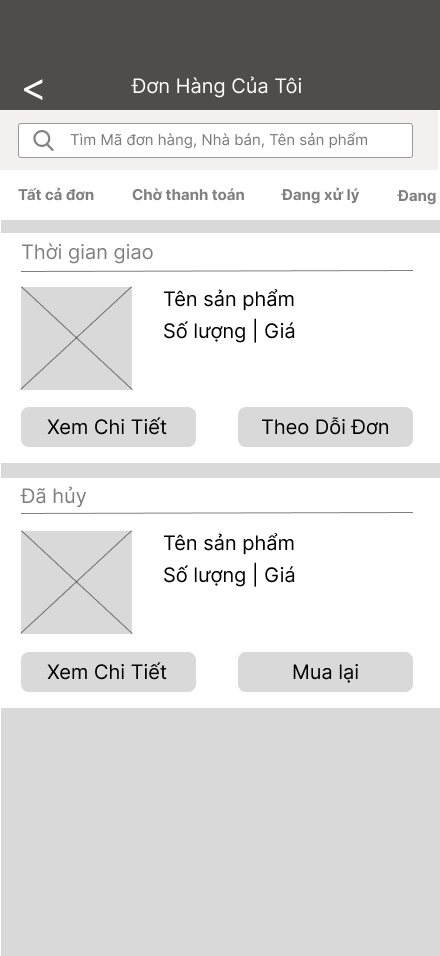 < Đơn Hàng Của Tôi
Tìm Mã đơn hàng, Nhà bán, Tên sản phẩm
Tất cả đơn Chờ thanh toán Đang xử lý Đang
Thời gian giao
Tên sản phẩm
Số lượng | Giá
Xem Chi Tiết Theo Dỗi Đơn
Đã hủy
Tên sản phẩm
Số lượng | Giá
Xem Chi Tiết Mua lại